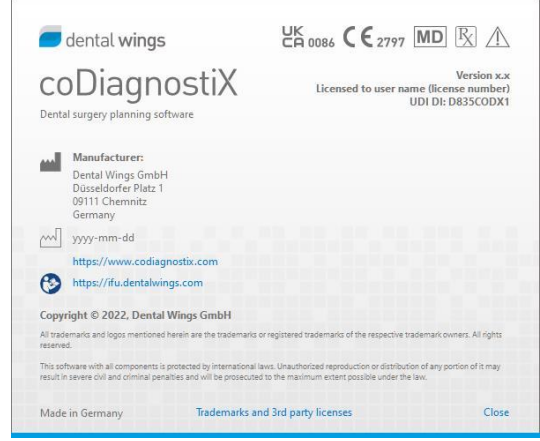 dental wings
UK CA 0086 CE 2797 MD Rx
coDiagnostiX
Dental surgery planning software
Version x.x
Licensed to user name (license number)
UDI DI: D835CODX1
Manufacturer:
Dental Wings GmbH
Düsseldorfer Platz 1
09111 Chemnitz
Germany
yyyy-mm-dd
https://www.codiagnostix.com
https://ifu.dentalwings.com
Copyright © 2022, Dental Wings GmbH
All trademarks and logos mentioned herein are the trademarks or registered trademarks of the respective trademark owners. All rights
reserved.
This software with all components is protected by international laws. Unauthorized reproduction or distribution of any portion of it may
result in severe civil and criminal penalties and will be prosecuted to the maximum extent possible under the law.
Made in Germany
Trademarks and 3rd party licenses
Close